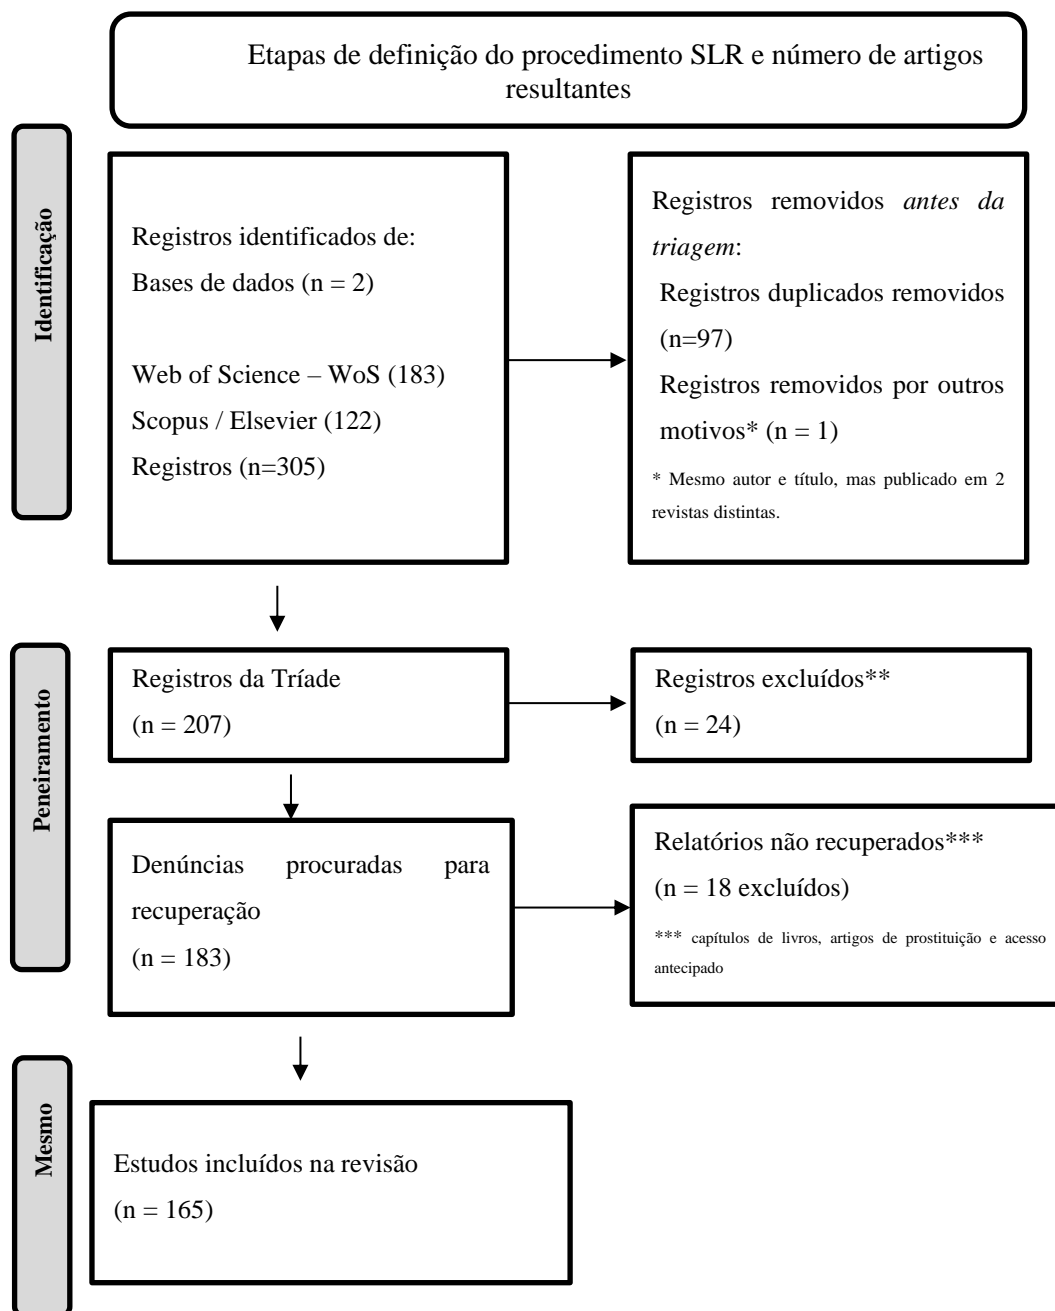 Etapas de definição do procedimento SLR e número de artigos
resultantes
Identificação
Registros identificados de:
Bases de dados (n = 2)
Web of Science – WoS (183)
Scopus / Elsevier (122)
Registros (n=305)
Registros removidos antes da
triagem:
Registros duplicados removidos
(n=97)
Registros removidos por outros
motivos* (n = 1)
* Mesmo autor e título, mas publicado em 2
revistas distintas.
Peneiramento
Registros da Tríade
(n = 207)
Registros excluídos**
(n = 24)
Denúncias procuradas para
recuperação
(n = 183)
Relatórios não recuperados***
(n = 18 excluídos)
*** capítulos de livros, artigos de prostituição e acesso
antecipado
Mesmo
Estudos incluídos na revisão
(n = 165)